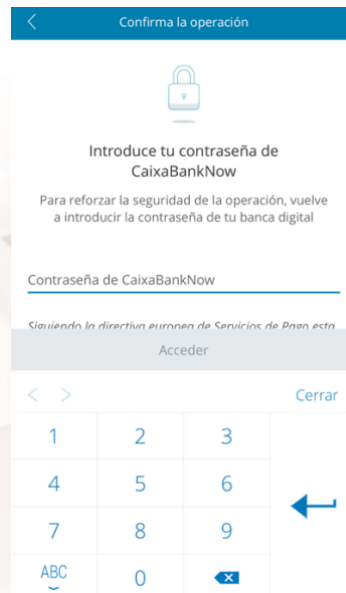 Confirma la operación
Introduce tu contraseña de
CaixaBankNow
Para reforzar la seguridad de la operación, vuelve
a introducir la contraseña de tu banca digital
Contraseña de CaixaBankNow
Siguiendo la directiva europea de Servicios de Pago esta
Acceder
Cerrar
1 2 3
4 5 6
7 8 9
ABC 0